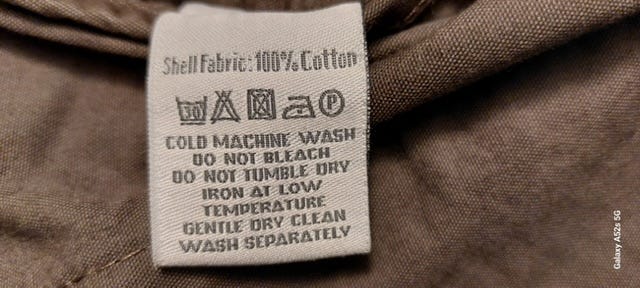 Shell Fabric:100% Cotton
30 P
COLD MACHINE WASH
DO NOT BLEACH
DO NOT TUMBLE DRY
IRON AT LOW
TEMPERATURE
GENTLE DRY CLEAN
WASH SEPARATELY
Galaxy A52s 5G